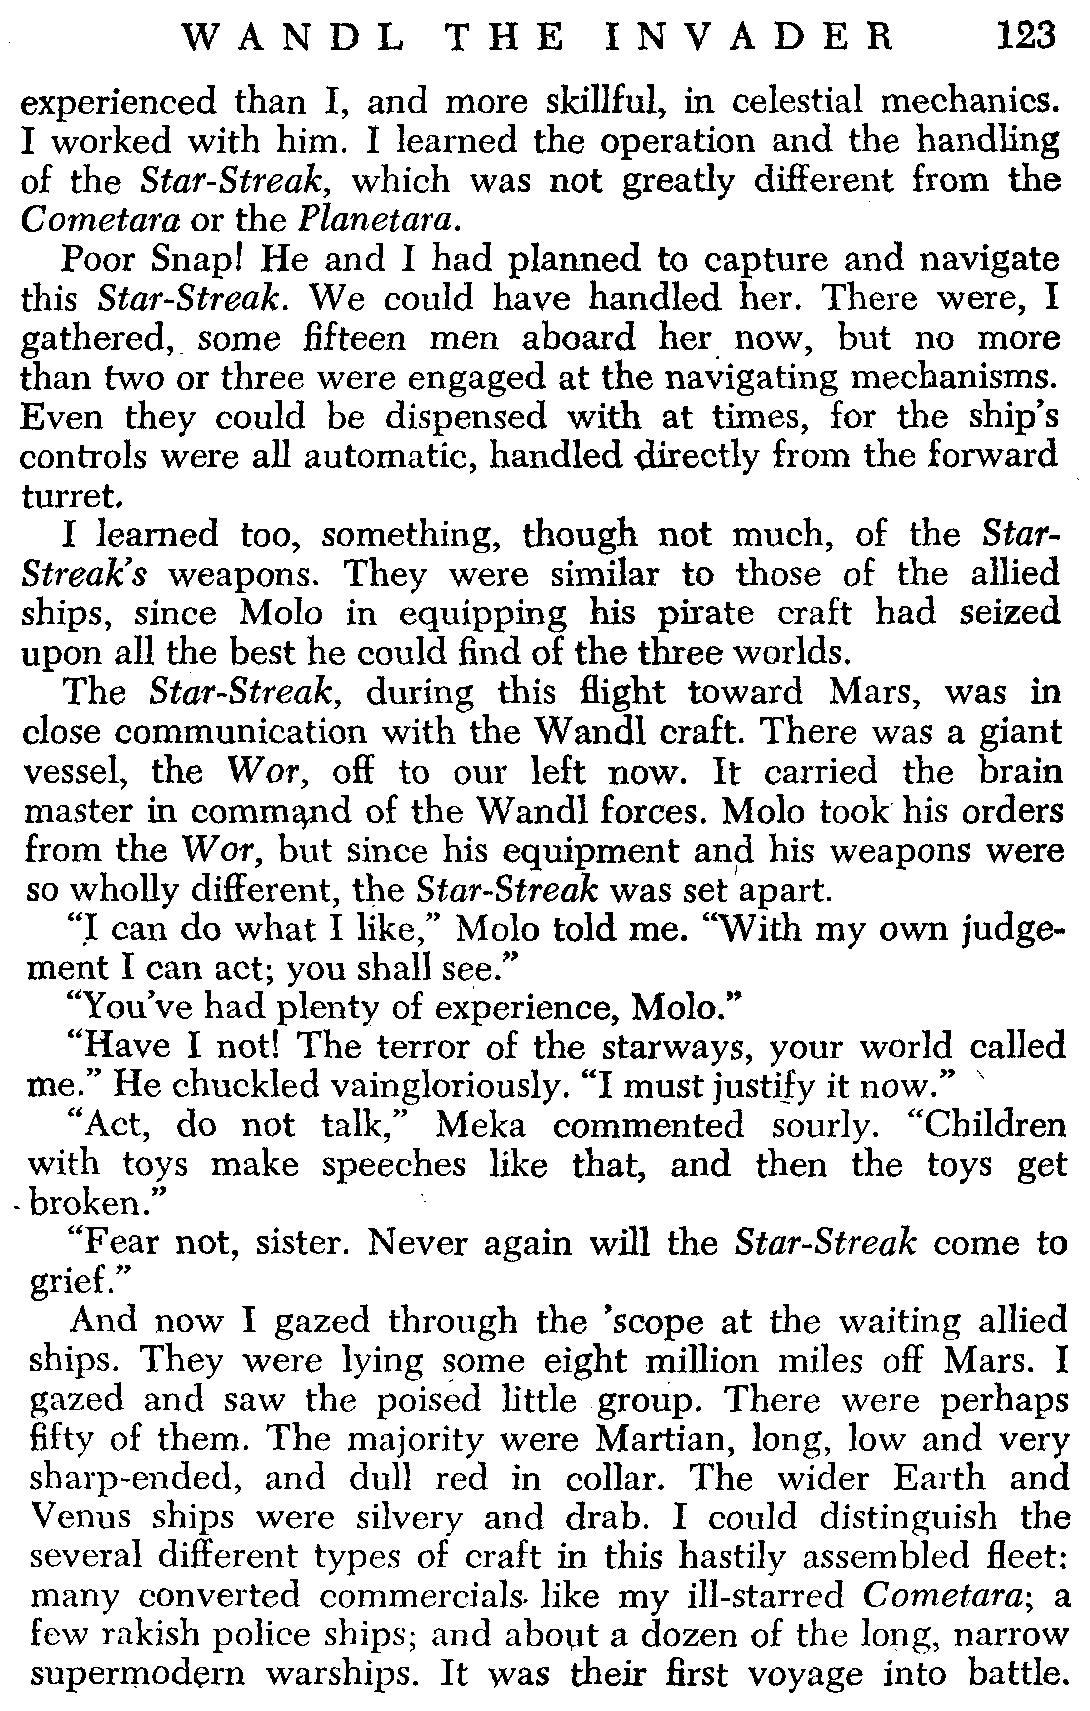 WANDL THE INVADER 123
experienced than I, and more skillful, in celestial mechanics.
I worked with him. I learned the operation and the handling
of the Star-Streak, which was not greatly different from the
Cometara or the Planetara.
Poor Snap! He and I had planned to capture and navigate
this Star-Streak. We could have handled her. There were, I
gathered, some fifteen men aboard her now, but no more
than two or three were engaged at the navigating mechanisms.
Even they could be dispensed with at times, for the ship's
controls were all automatic, handled directly from the forward
turret.
I learned too, something, though not much, of the Star-
Streak's weapons. They were similar to those of the allied
ships, since Molo in equipping his pirate craft had seized
upon all the best he could find of the three worlds.
The Star-Streak, during this flight toward Mars, was in
close communication with the Wandl craft. There was a giant
vessel, the Wor, off to our left now. It carried the brain
master in command of the Wandl forces. Molo took his orders
from the Wor, but since his equipment and his weapons were
so wholly different, the Star-Streak was set apart.
"I can do what I like," Molo told me. "With my own judge-
ment I can act; you shall see."
"You've had plenty of experience, Molo."
"Have I not! The terror of the starways, your world called
me." He chuckled vaingloriously. "I must justify it now."
"Act, do not talk," Meka commented sourly. "Children
with toys make speeches like that, and then the toys get
broken."
"Fear not, sister. Never again will the Star-Streak come to
grief."
And now I gazed through the 'scope at the waiting allied
ships. They were lying some eight million miles off Mars. I
gazed and saw the poised little group. There were perhaps
fifty of them. The majority were Martian, long, low and very
sharp-ended, and dull red in collar. The wider Earth and
Venus ships were silvery and drab. I could distinguish the
several different types of craft in this hastily assembled fleet:
many converted commercials like my ill-starred Cometara; a
few rakish police ships; and about a dozen of the long, narrow
supermodern warships. It was their first voyage into battle.